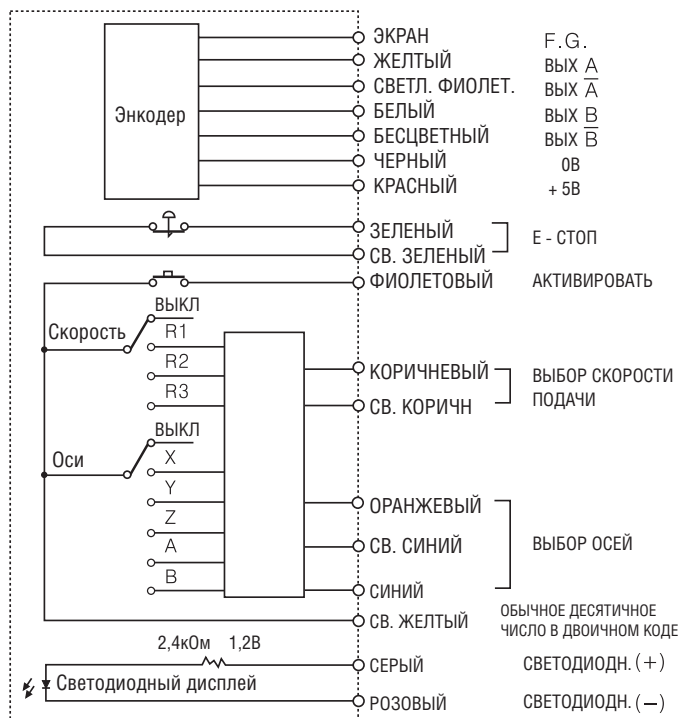 ЭКРАН F.G.
ЖЕЛТЫЙ ВЫХ A
СВЕТЛ. ФИОЛЕТ. ВЫХ A̅
Энкодер
БЕЛЫЙ ВЫХ B
БЕСЦВЕТНЫЙ ВЫХ B̅
ЧЕРНЫЙ 0В
КРАСНЫЙ + 5В
ЗЕЛЕНЫЙ
Е - СТОП
СВ. ЗЕЛЕНЫЙ
ФИОЛЕТОВЫЙ АКТИВИРОВАТЬ
ВЫКЛ
Скорость R1
R2
КОРИЧНЕВЫЙ ВЫБОР СКОРОСТИ
R3
СВ. КОРИЧН ПОДАЧИ
ВЫКЛ
Оси X
Y
ОРАНЖЕВЫЙ
Z
A СВ. СИНИЙ ВЫБОР ОСЕЙ
B СИНИЙ
СВ. ЖЕЛТЫЙ ОБЫЧНОЕ ДЕСЯТИЧНОЕ
ЧИСЛО В ДВОИЧНОМ КОДЕ
2,4кОм 1,2В
СЕРЫЙ СВЕТОДИОДН. (+)
Светодиодный дисплей
РОЗОВЫЙ СВЕТОДИОДН. (—)